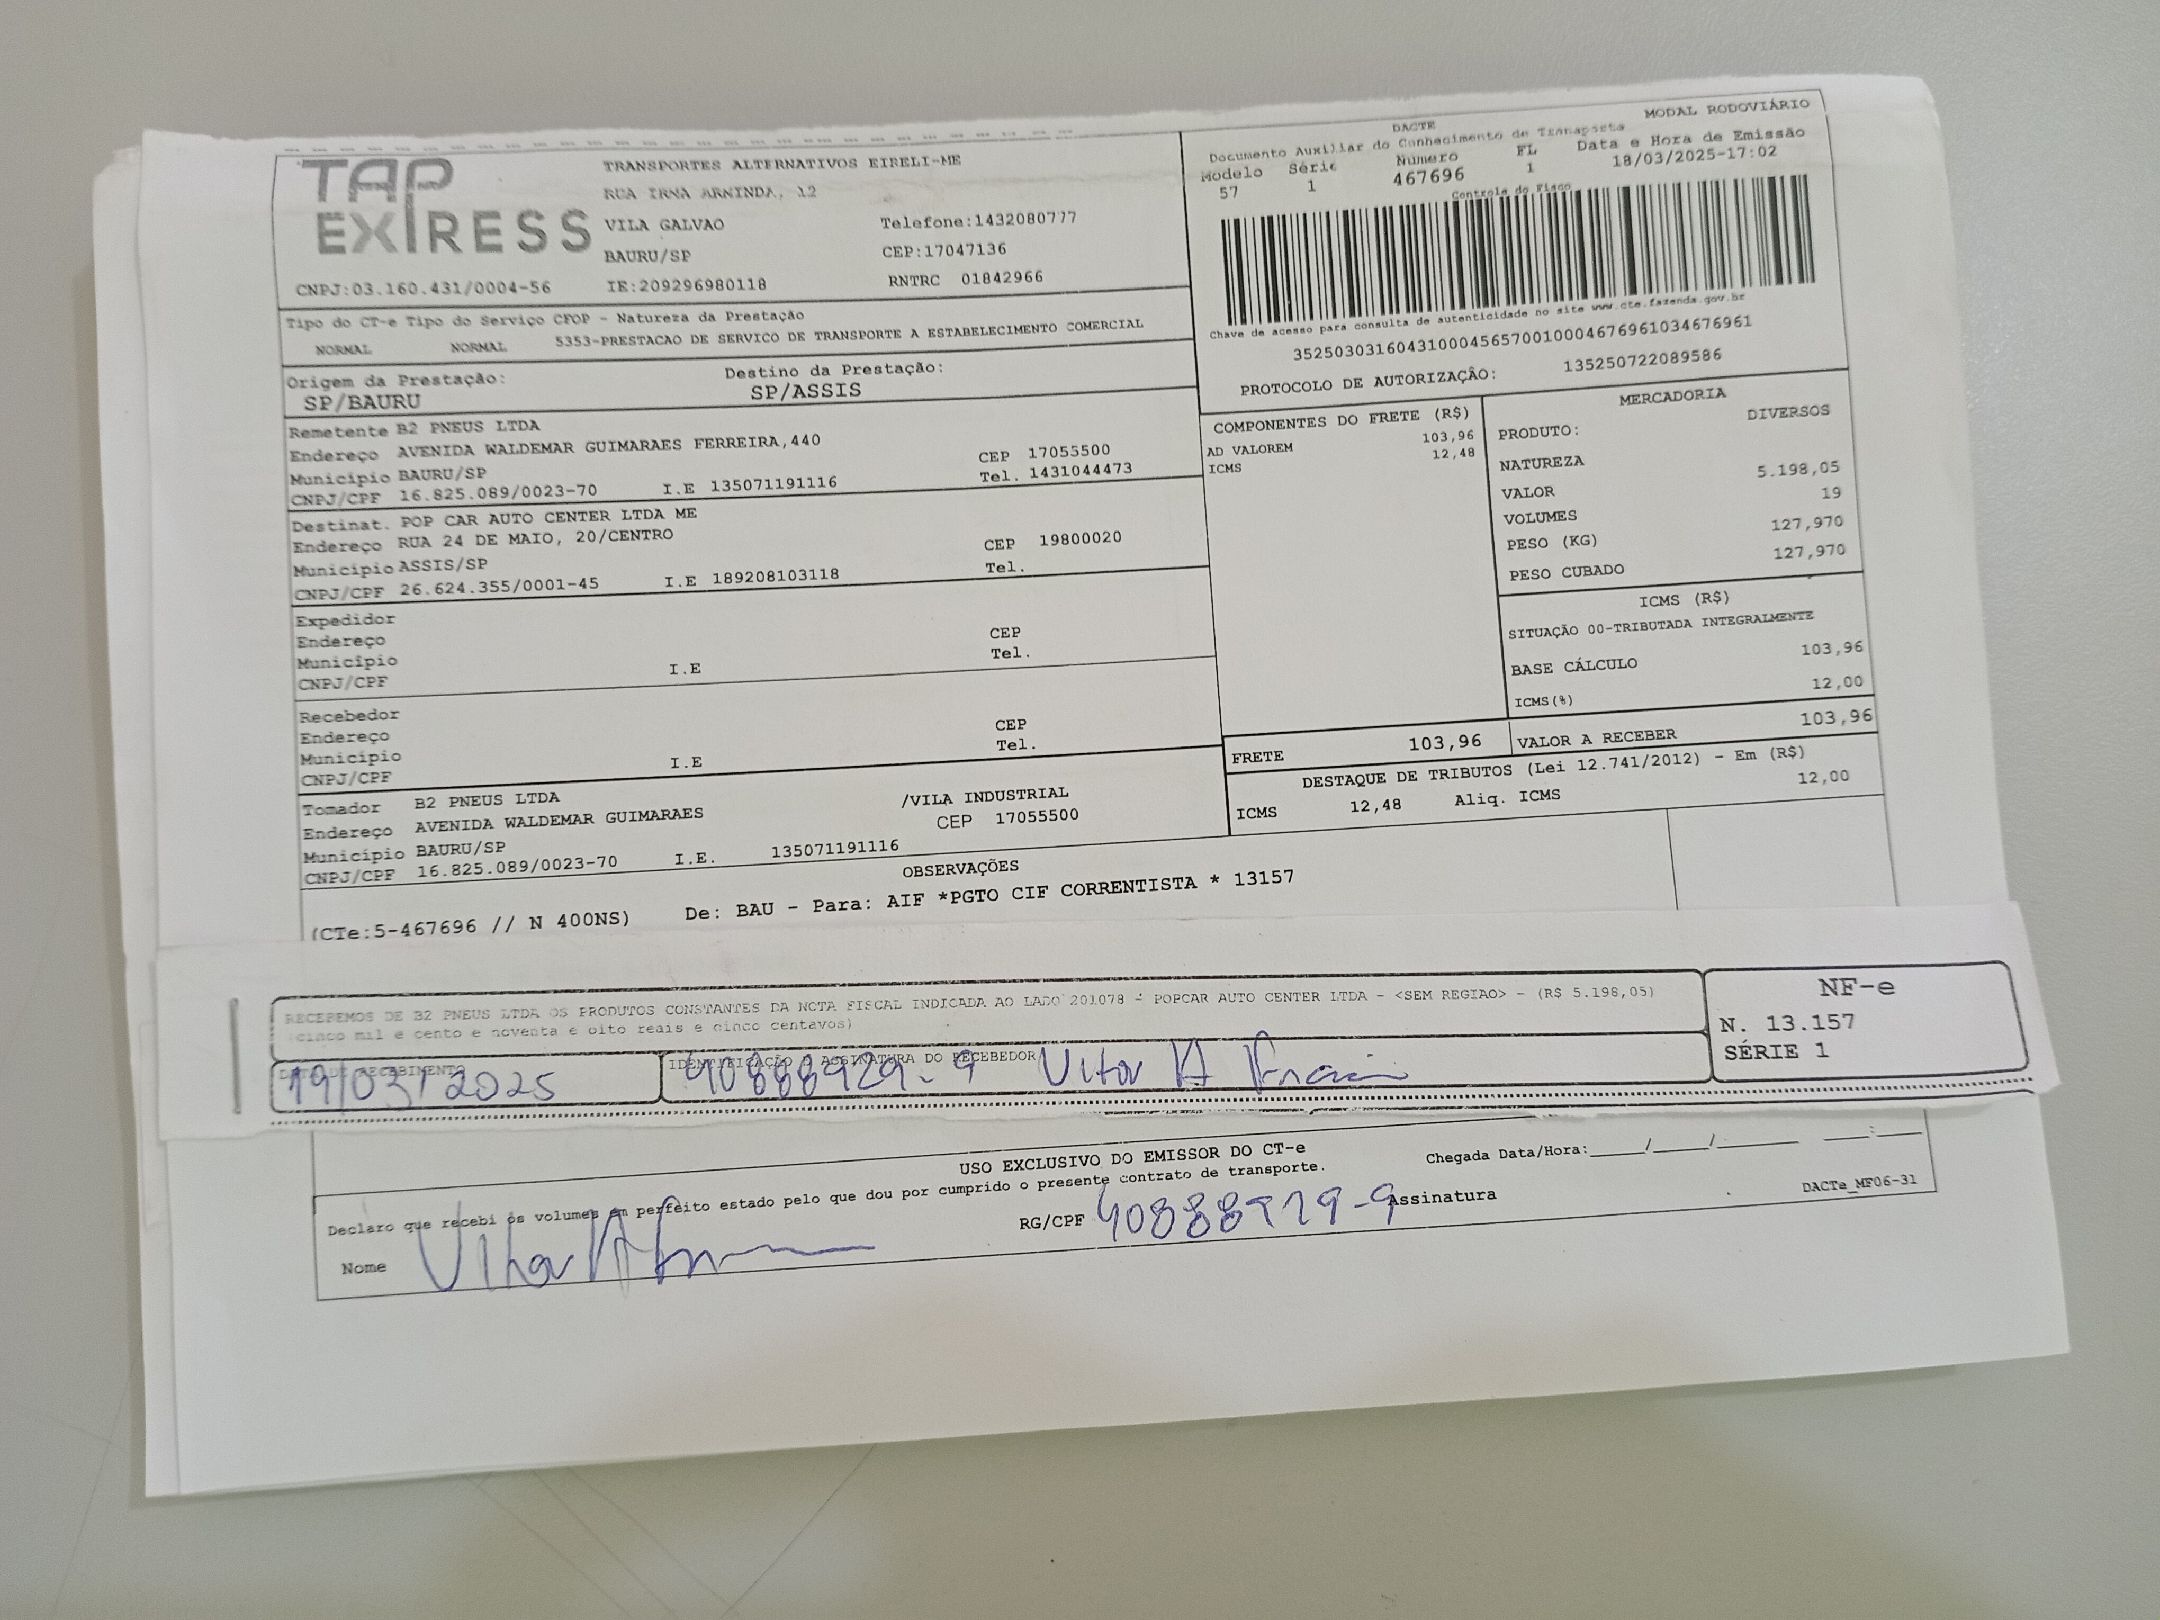 TAP
EXPRESS
TRANSPORTES ALTERNATIVOS EIRELI-ME
RUA IRNA ARNINDA, 12
VILA GALVAO Telefone:1432080777
BAURU/SP CEP:17047136
CNPJ:03.160.431/0004-56 IE:209296980118 RNTRC 01842966
MODAL RODOVIÁRIO
DACTE
Documento Auxiliar do Conhecimento de Transporte
Modelo Série Número FL Data e Hora de Emissão
57 1 467696 1 18/03/2025-17:02
Controle do Fisco
Chave de acesso para consulta de autenticidade no site www.cte.fazenda.gov.br
35250303160431000456570010004676961034676961
PROTOCOLO DE AUTORIZAÇÃO: 135250722089586
Tipo do CT-e Tipo do Serviço CFOP - Natureza da Prestação
NORMAL NORMAL 5353-PRESTACAO DE SERVICO DE TRANSPORTE A ESTABELECIMENTO COMERCIAL
Origem da Prestação: Destino da Prestação:
SP/BAURU SP/ASSIS
Remetente B2 PNEUS LTDA
Endereço AVENIDA WALDEMAR GUIMARAES FERREIRA,440 CEP 17055500
Município BAURU/SP Tel. 1431044473
CNPJ/CPF 16.825.089/0023-70 I.E 135071191116
Destinat. POP CAR AUTO CENTER LTDA ME
Endereço RUA 24 DE MAIO, 20/CENTRO CEP 19800020
Município ASSIS/SP Tel.
CNPJ/CPF 26.624.355/0001-45 I.E 189208103118
Expedidor
Endereço CEP
Município Tel.
CNPJ/CPF I.E
Recebedor
Endereço CEP
Município Tel.
CNPJ/CPF I.E
Tomador B2 PNEUS LTDA /VILA INDUSTRIAL
Endereço AVENIDA WALDEMAR GUIMARAES CEP 17055500
Município BAURU/SP
CNPJ/CPF 16.825.089/0023-70 I.E. 135071191116
COMPONENTES DO FRETE (R$)
AD VALOREM 103,96
ICMS 12,48
MERCADORIA
PRODUTO: DIVERSOS
NATUREZA
VALOR 5.198,05
VOLUMES 19
PESO (KG) 127,970
PESO CUBADO 127,970
ICMS (R$)
SITUAÇÃO 00-TRIBUTADA INTEGRALMENTE
BASE CÁLCULO 103,96
ICMS(%) 12,00
FRETE 103,96 VALOR A RECEBER 103,96
DESTAQUE DE TRIBUTOS (Lei 12.741/2012) - Em (R$)
ICMS 12,48 Aliq. ICMS 12,00
OBSERVAÇÕES
(CTe:5-467696 // N 400NS) De: BAU - Para: AIF *PGTO CIF CORRENTISTA * 13157
RECEBEMOS DE B2 PNEUS LTDA OS PRODUTOS CONSTANTES DA NOTA FISCAL INDICADA AO LADO 201078 - POPCAR AUTO CENTER LTDA - <SEM REGIAO> - (R$ 5.198,05)
(cinco mil e cento e noventa e oito reais e cinco centavos)
DATA DE RECEBIMENTO IDENTIFICAÇÃO E ASSINATURA DO RECEBEDOR
19/03/2025 40888929-9 Vitor H
NF-e
N. 13.157
SÉRIE 1
USO EXCLUSIVO DO EMISSOR DO CT-e
Declaro que recebi os volumes em perfeito estado pelo que dou por cumprido o presente contrato de transporte. Chegada Data/Hora:_____/_____/________ ____:____
Nome Vitor H RG/CPF 40888929-9 Assinatura
DACTe_MF06-31